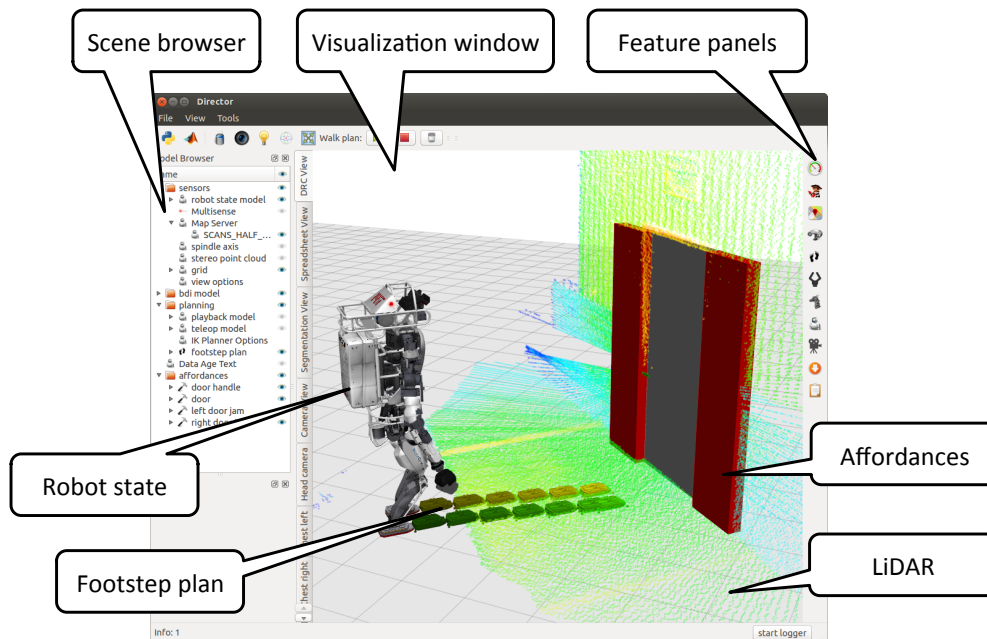 Scene browser
Visualization window
Feature panels
Director
File View Tools
Walk plan:
odel Browser
ame
sensors
robot state model
Multisense
Map Server
SCANS_HALF_...
spindle axis
stereo point cloud
grid
view options
bdi model
planning
playback model
teleop model
IK Planner Options
footstep plan
Data Age Text
affordances
door handle
door
left door jam
right do
DRC View
Spreadsheet View
Segmentation View
Camera View
Head camera
hest left
Chest right
Robot state
Footstep plan
Affordances
LiDAR
Info: 1
start logger